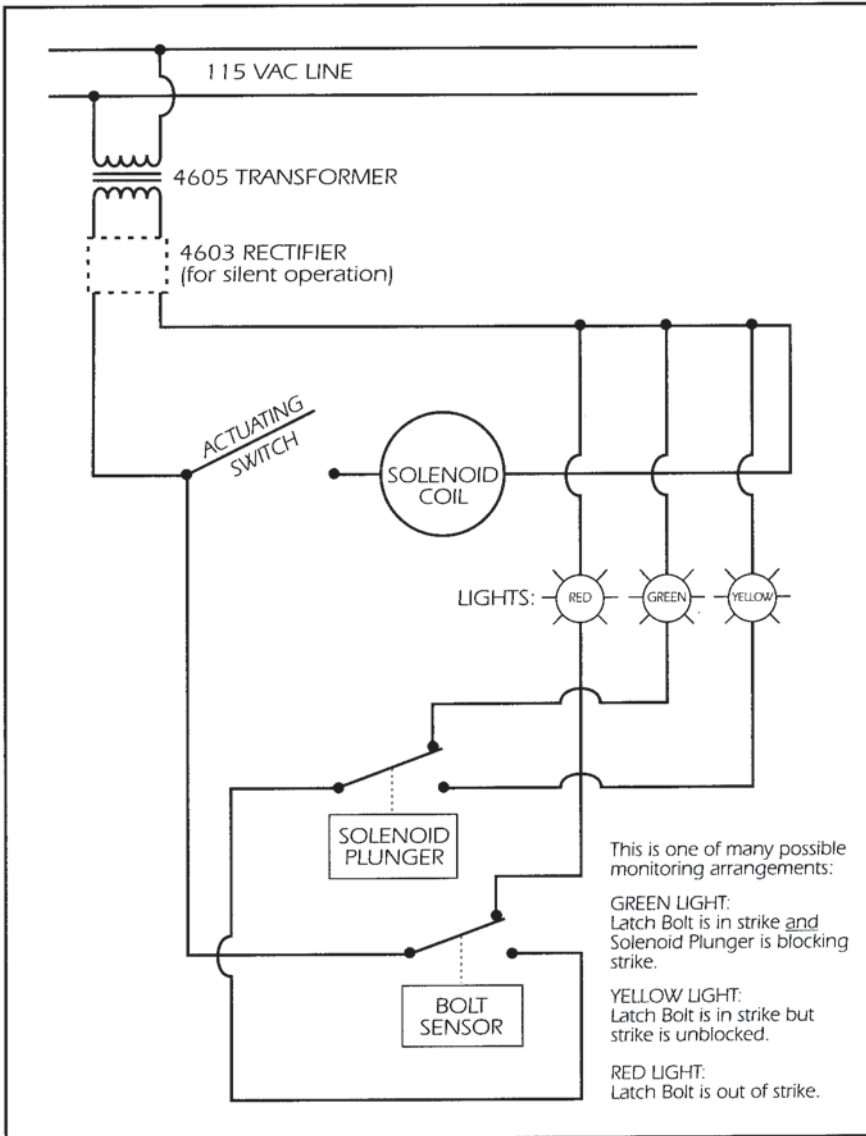 115 VAC LINE
4605 TRANSFORMER
4603 RECTIFIER
(for silent operation)
ACTUATING
SWITCH
SOLENOID
COIL
LIGHTS:
RED
GREEN
YELLOW
SOLENOID
PLUNGER
BOLT
SENSOR
This is one of many possible
monitoring arrangements:
GREEN LIGHT:
Latch Bolt is in strike and
Solenoid Plunger is blocking
strike.
YELLOW LIGHT:
Latch Bolt is in strike but
strike is unblocked.
RED LIGHT:
Latch Bolt is out of strike.